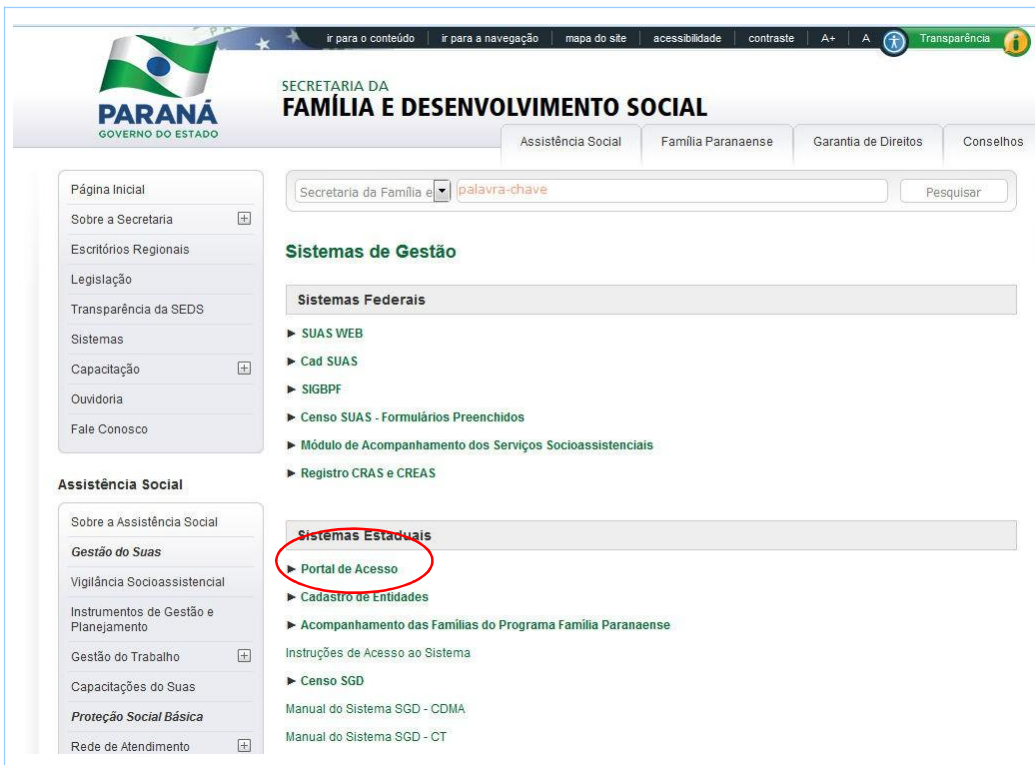 ir para o conteúdo
ir para a navegação
mapa do site
acessibilidade
contraste
A+
A
Transparência
PARANÁ
GOVERNO DO ESTADO
SECRETARIA DA
FAMÍLIA E DESENVOLVIMENTO SOCIAL
Assistência Social
Família Paranaense
Garantia de Direitos
Conselhos
Página Inicial
Sobre a Secretaria
Escritórios Regionais
Legislação
Transparência da SEDS
Sistemas
Capacitação
Ouvidoria
Fale Conosco
Assistência Social
Sobre a Assistência Social
Gestão do Suas
Vigilância Socioassistencial
Instrumentos de Gestão e
Planejamento
Gestão do Trabalho
Capacitações do Suas
Proteção Social Básica
Rede de Atendimento
Secretaria da Família e
palavra-chave
Pesquisar
Sistemas de Gestão
Sistemas Federais
► SUAS WEB
► Cad SUAS
► SIGBPF
► Censo SUAS - Formulários Preenchidos
► Módulo de Acompanhamento dos Serviços Socioassistenciais
► Registro CRAS e CREAS
Sistemas Estaduais
► Portal de Acesso
► Cadastro de Entidades
► Acompanhamento das Famílias do Programa Família Paranaense
Instruções de Acesso ao Sistema
► Censo SGD
Manual do Sistema SGD - CDMA
Manual do Sistema SGD - CT